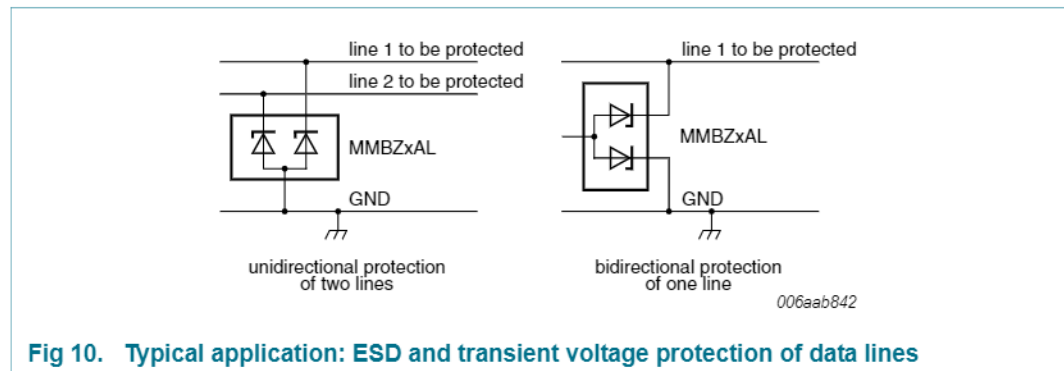 line 1 to be protected
line 2 to be protected
MMBZxAL
GND
unidirectional protection
of two lines
line 1 to be protected
MMBZxAL
GND
bidirectional protection
of one line
006aab842
Fig 10. Typical application: ESD and transient voltage protection of data lines